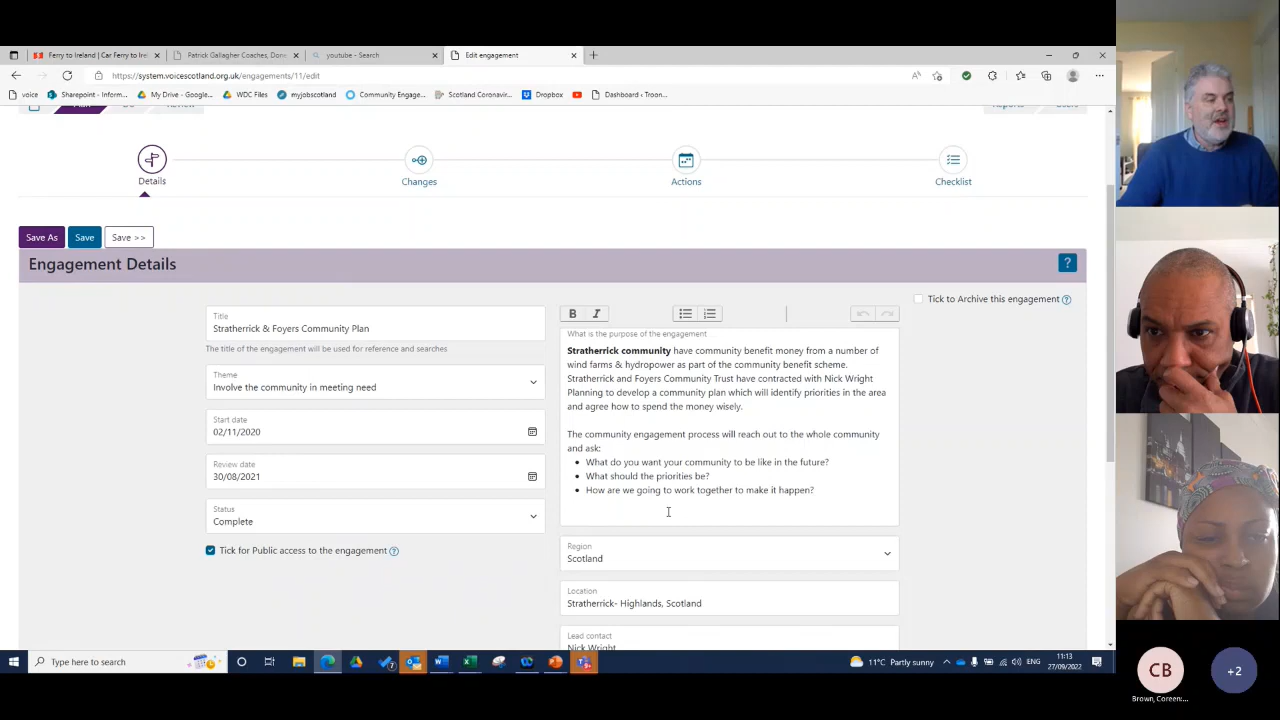 Ferry to Ireland | Car Ferry to Ire
Patrick Gallagher Coaches, Done
youtube - Search
Edit engagement
https://system.voicescotland.org.uk/engagements/11/edit
voice
Sharepoint - Inform...
My Drive - Google...
WDC Files
myjobscotland
Community Engage...
Scotland Coronavir...
Dropbox
Dashboard ‹ Troon...
Plan
Review
Reports
Users
Details
Changes
Actions
Checklist
Save As
Save
Save >>
Engagement Details
?
Title
Stratherrick & Foyers Community Plan
The title of the engagement will be used for reference and searches
Theme
Involve the community in meeting need
Start date
02/11/2020
Review date
30/08/2021
Status
Complete
Tick for Public access to the engagement ?
B I
What is the purpose of the engagement
Stratherrick community have community benefit money from a number of
wind farms & hydropower as part of the community benefit scheme.
Stratherrick and Foyers Community Trust have contracted with Nick Wright
Planning to develop a community plan which will identify priorities in the area
and agree how to spend the money wisely.
The community engagement process will reach out to the whole community
and ask:
• What do you want your community to be like in the future?
• What should the priorities be?
• How are we going to work together to make it happen?
Region
Scotland
Location
Stratherrick- Highlands, Scotland
Lead contact
Nick Wright
Tick to Archive this engagement ?
Type here to search
11°C Partly sunny
ENG
11:13
27/09/2022
CB
Brown, Coreen:...
+2